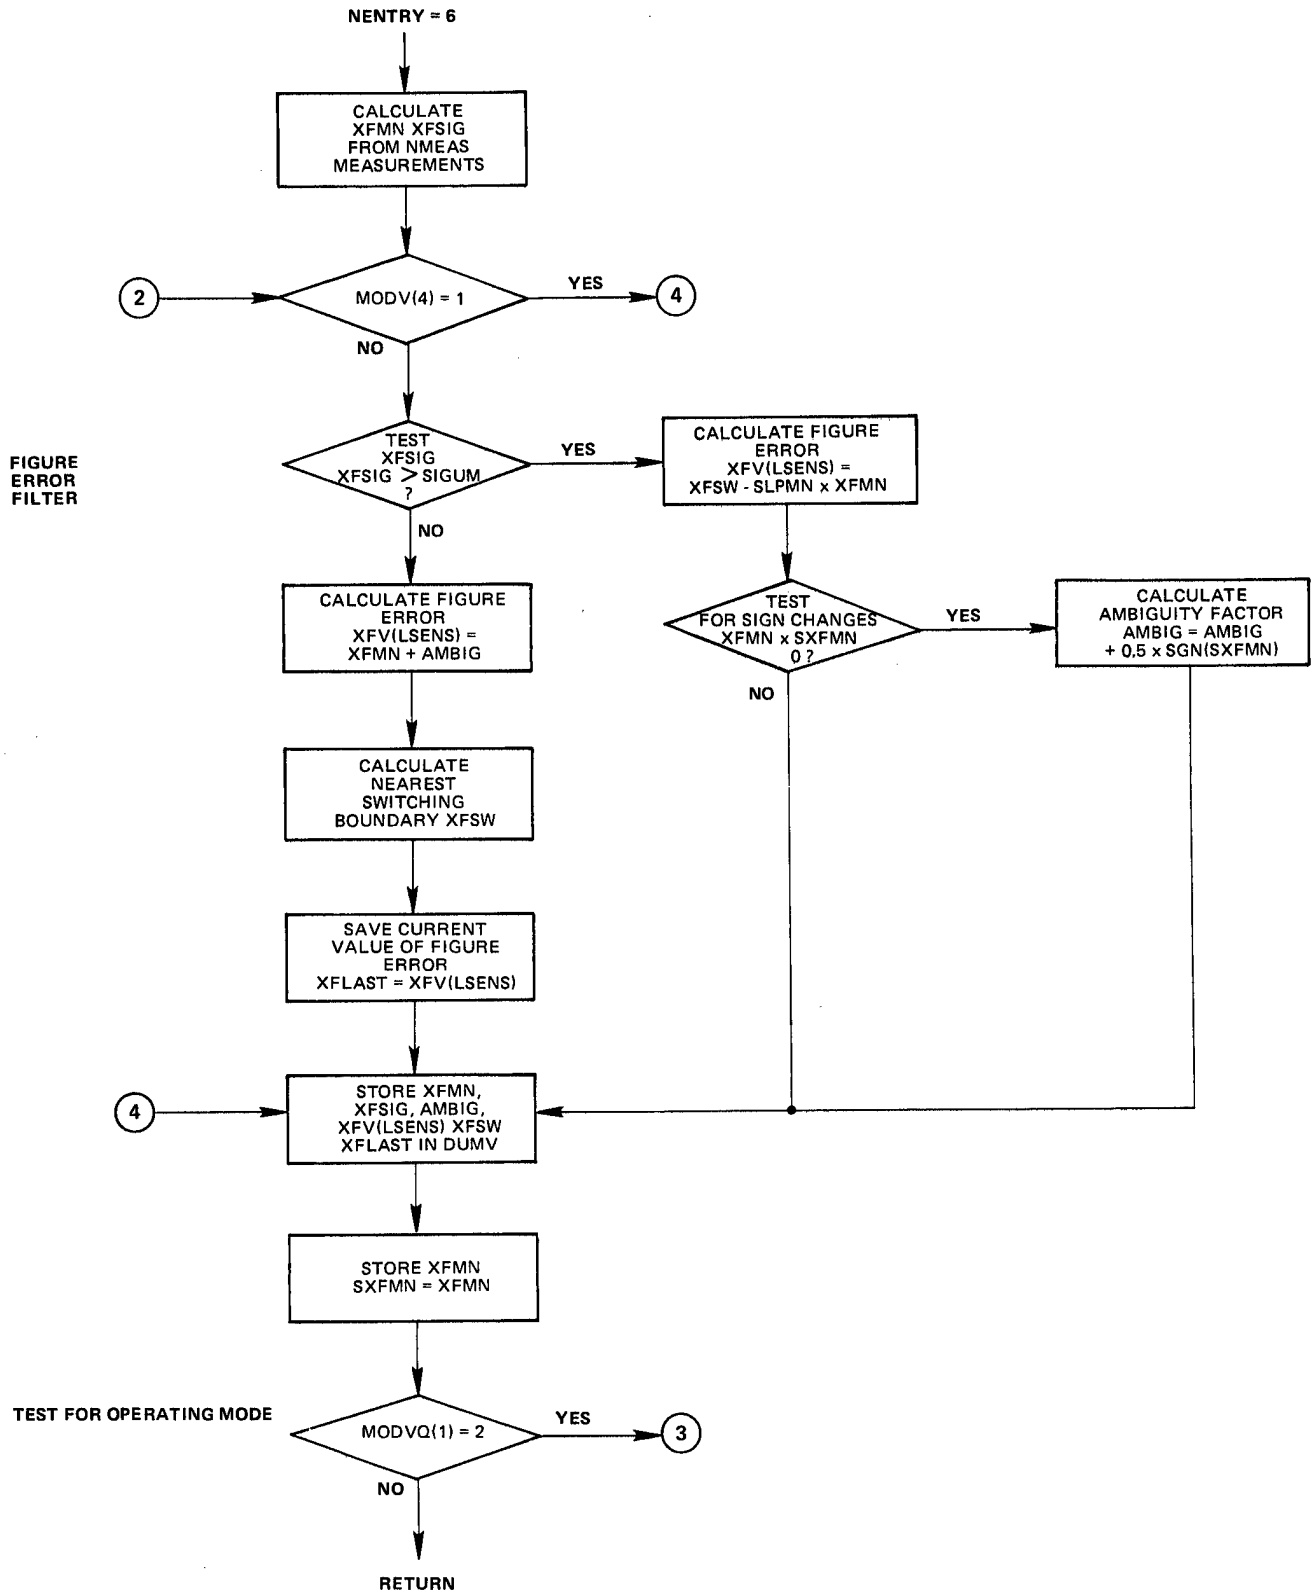 NENTRY = 6
CALCULATE
XFMN XFSIG
FROM NMEAS
MEASUREMENTS
2
MODV(4) = 1
YES
4
NO
FIGURE
ERROR
FILTER
TEST
XFSIG
XFSIG > SIGUM
?
YES
CALCULATE FIGURE
ERROR
XFV(LSENS) =
XFSW - SLPMN x XFMN
NO
CALCULATE FIGURE
ERROR
XFV(LSENS) =
XFMN + AMBIG
TEST
FOR SIGN CHANGES
XFMN x SXFMN
0 ?
YES
CALCULATE
AMBIGUITY FACTOR
AMBIG = AMBIG
+ 0.5 x SGN(SXFMN)
NO
CALCULATE
NEAREST
SWITCHING
BOUNDARY XFSW
SAVE CURRENT
VALUE OF FIGURE
ERROR
XFLAST = XFV(LSENS)
4
STORE XFMN,
XFSIG, AMBIG,
XFV(LSENS) XFSW
XFLAST IN DUMV
STORE XFMN
SXFMN = XFMN
TEST FOR OPERATING MODE
MODVQ(1) = 2
YES
3
NO
RETURN